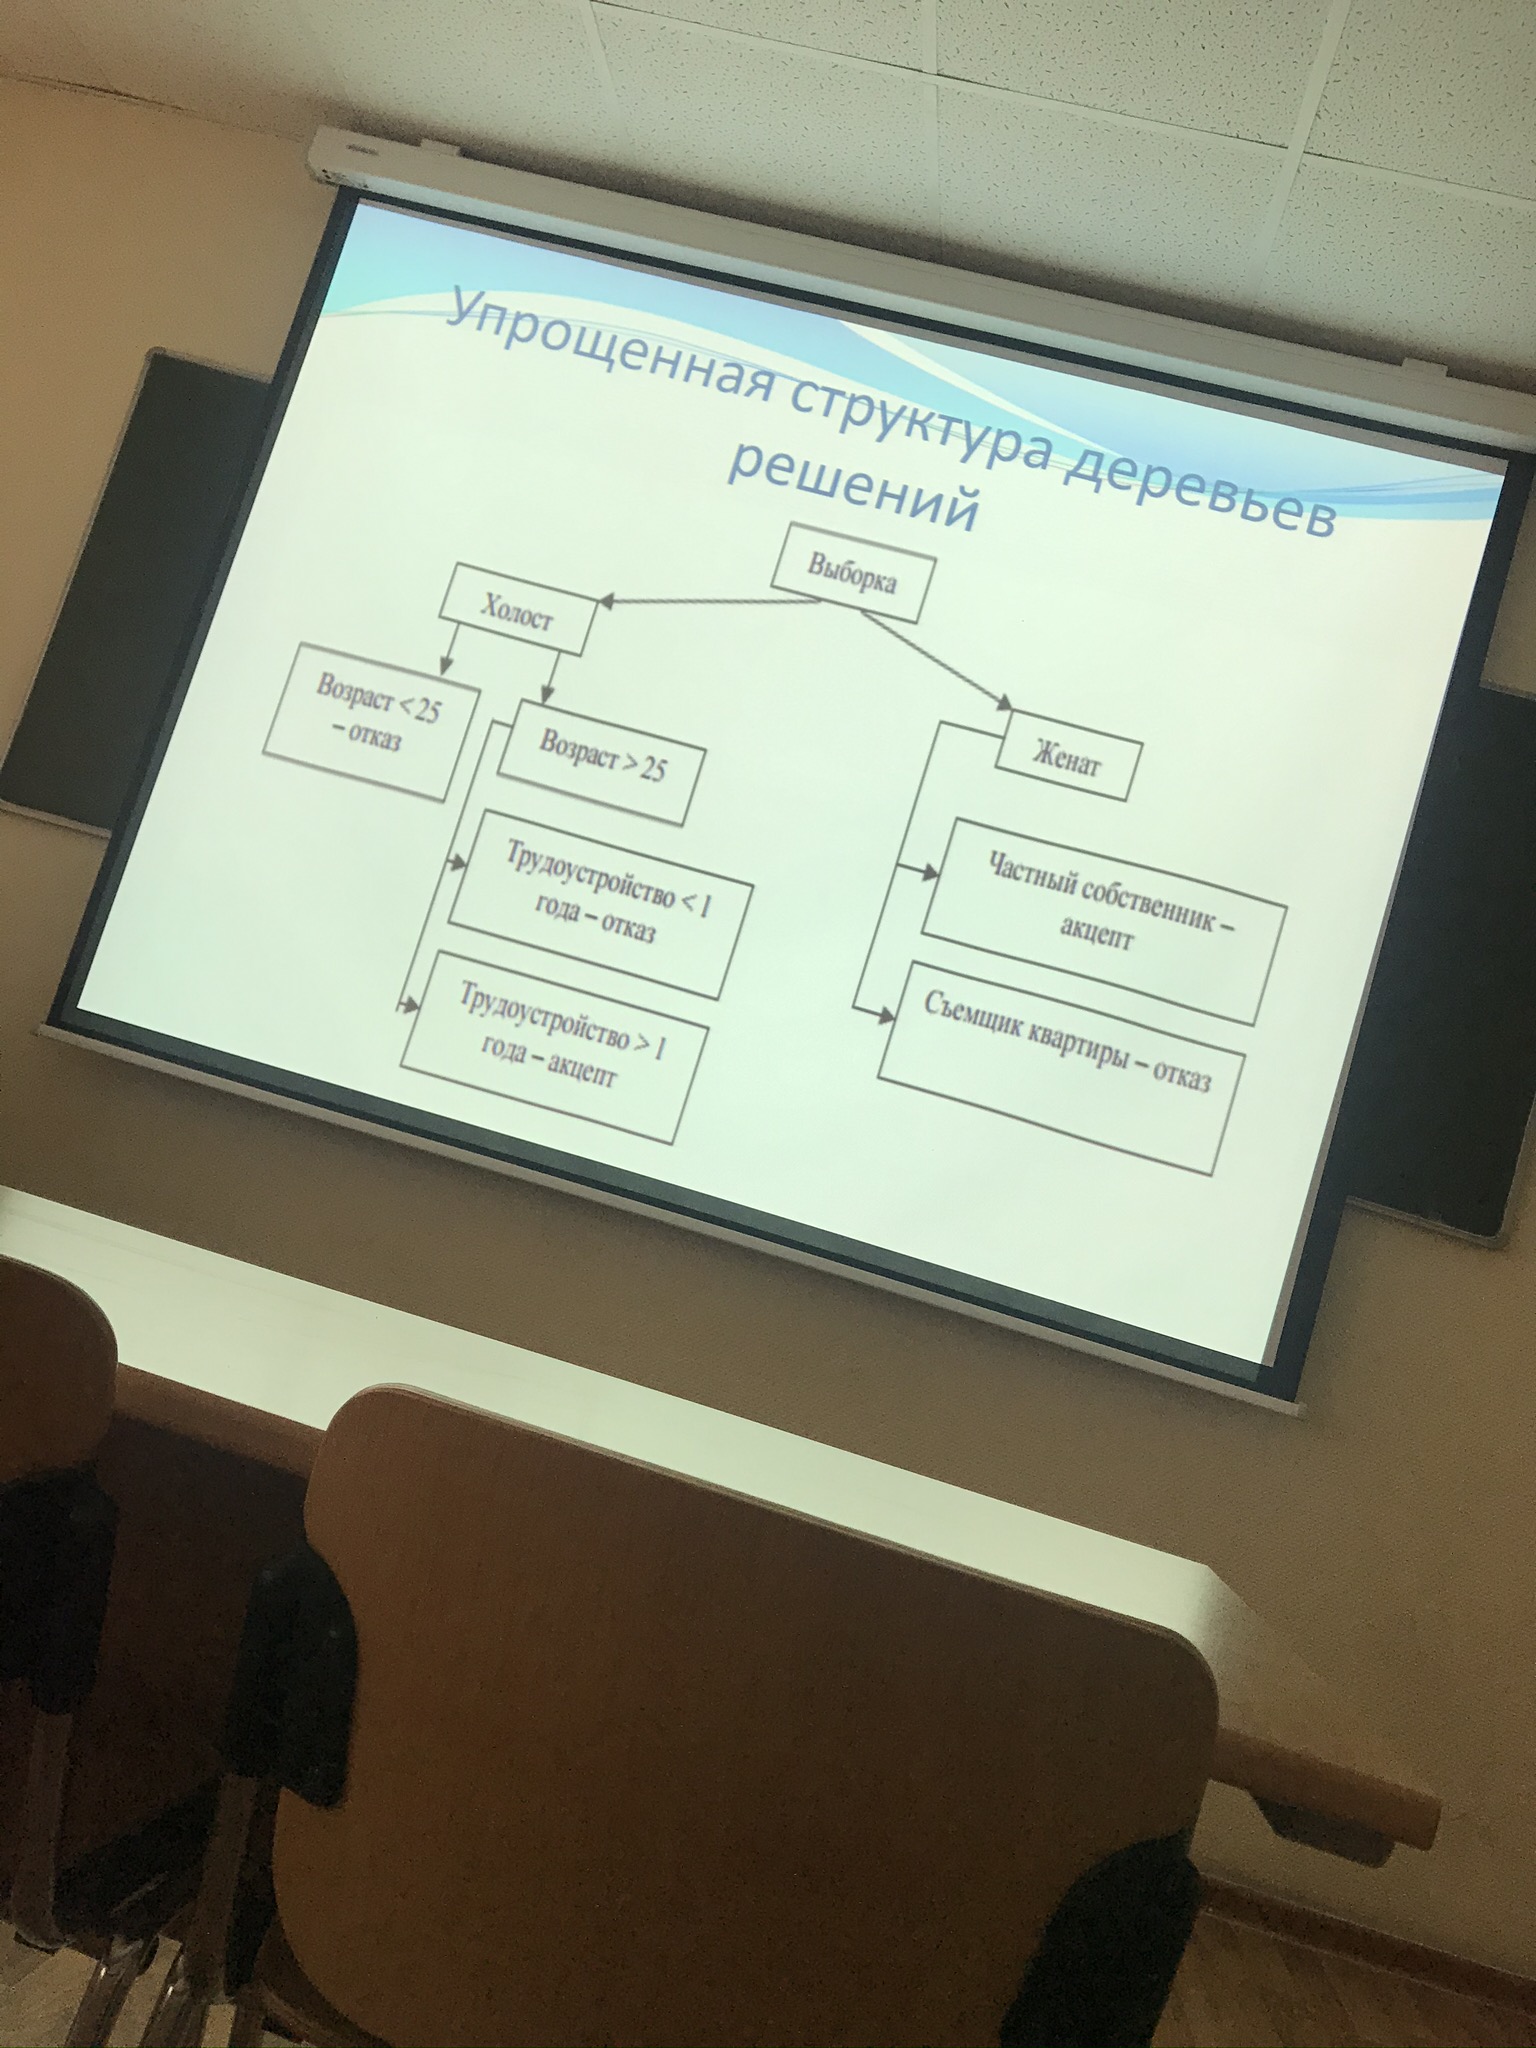 Упрощенная структура деревьев
решений
Выборка
Холост
Возраст < 25
– отказ
Возраст > 25
Трудоустройство < 1
года – отказ
Трудоустройство > 1
года – акцепт
Женат
Частный собственник –
акцепт
Съемщик квартиры – отказ